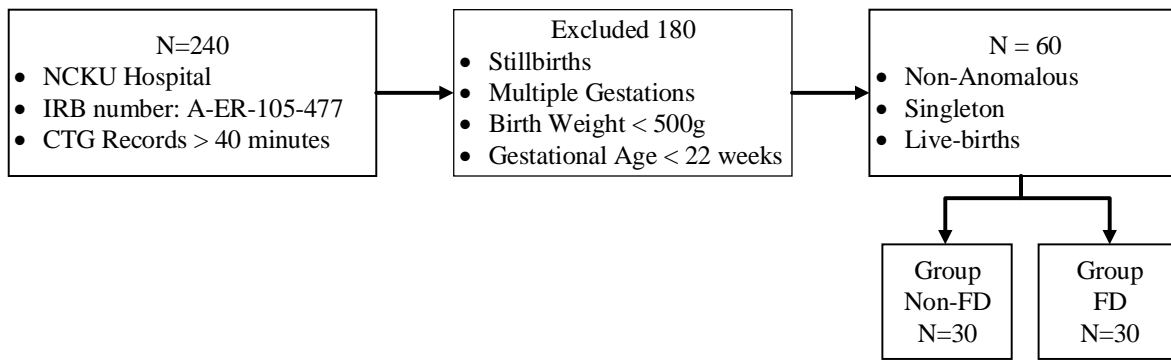 N=240
• NCKU Hospital
• IRB number: A-ER-105-477
• CTG Records > 40 minutes
Excluded 180
• Stillbirths
• Multiple Gestations
• Birth Weight < 500g
• Gestational Age < 22 weeks
N = 60
• Non-Anomalous
• Singleton
• Live-births
Group
Non-FD
N=30
Group
FD
N=30